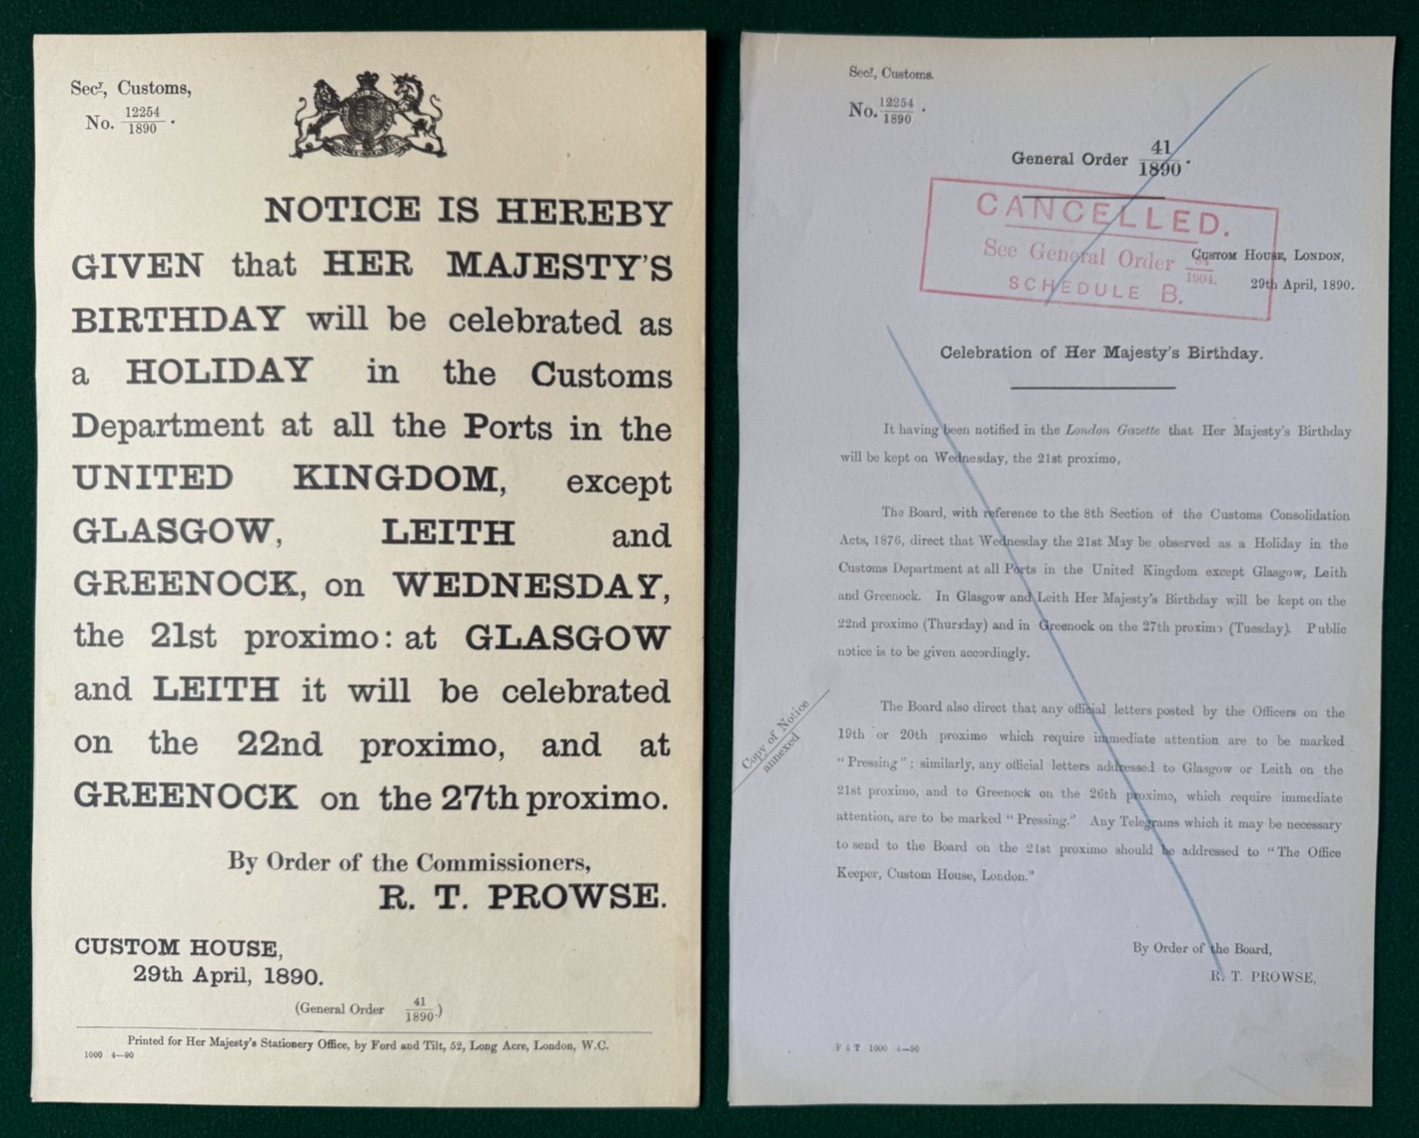 Secʸ, Customs,
No. 12254/1890.
NOTICE IS HEREBY
GIVEN that HER MAJESTY'S
BIRTHDAY will be celebrated as
a HOLIDAY in the Customs
Department at all the Ports in the
UNITED KINGDOM, except
GLASGOW, LEITH and
GREENOCK, on WEDNESDAY,
the 21st proximo: at GLASGOW
and LEITH it will be celebrated
on the 22nd proximo, and at
GREENOCK on the 27th proximo.
By Order of the Commissioners,
R. T. PROWSE.
CUSTOM HOUSE,
29th April, 1890.
(General Order 41/1890.)
Printed for Her Majesty's Stationery Office, by Ford and Tilt, 52, Long Acre, London, W.C.
1000 4—90
Secʸ, Customs.
No. 12254/1890.
General Order 41/1890.
CANCELLED.
See General Order /1904.
SCHEDULE B.
CUSTOM HOUSE, LONDON,
29th April, 1890.
Celebration of Her Majesty's Birthday.
It having been notified in the London Gazette that Her Majesty's Birthday
will be kept on Wednesday, the 21st proximo,
The Board, with reference to the 8th Section of the Customs Consolidation
Acts, 1876, direct that Wednesday the 21st May be observed as a Holiday in the
Customs Department at all Ports in the United Kingdom except Glasgow, Leith
and Greenock. In Glasgow and Leith Her Majesty's Birthday will be kept on the
22nd proximo (Thursday) and in Greenock on the 27th proximo (Tuesday). Public
notice is to be given accordingly.
Copy of Notice
annexed
The Board also direct that any official letters posted by the Officers on the
19th or 20th proximo which require immediate attention are to be marked
"Pressing"; similarly, any official letters addressed to Glasgow or Leith on the
21st proximo, and to Greenock on the 26th proximo, which require immediate
attention, are to be marked "Pressing." Any Telegrams which it may be necessary
to send to the Board on the 21st proximo should be addressed to "The Office
Keeper, Custom House, London."
By Order of the Board,
R. T. PROWSE,
F & T 1000 4—90